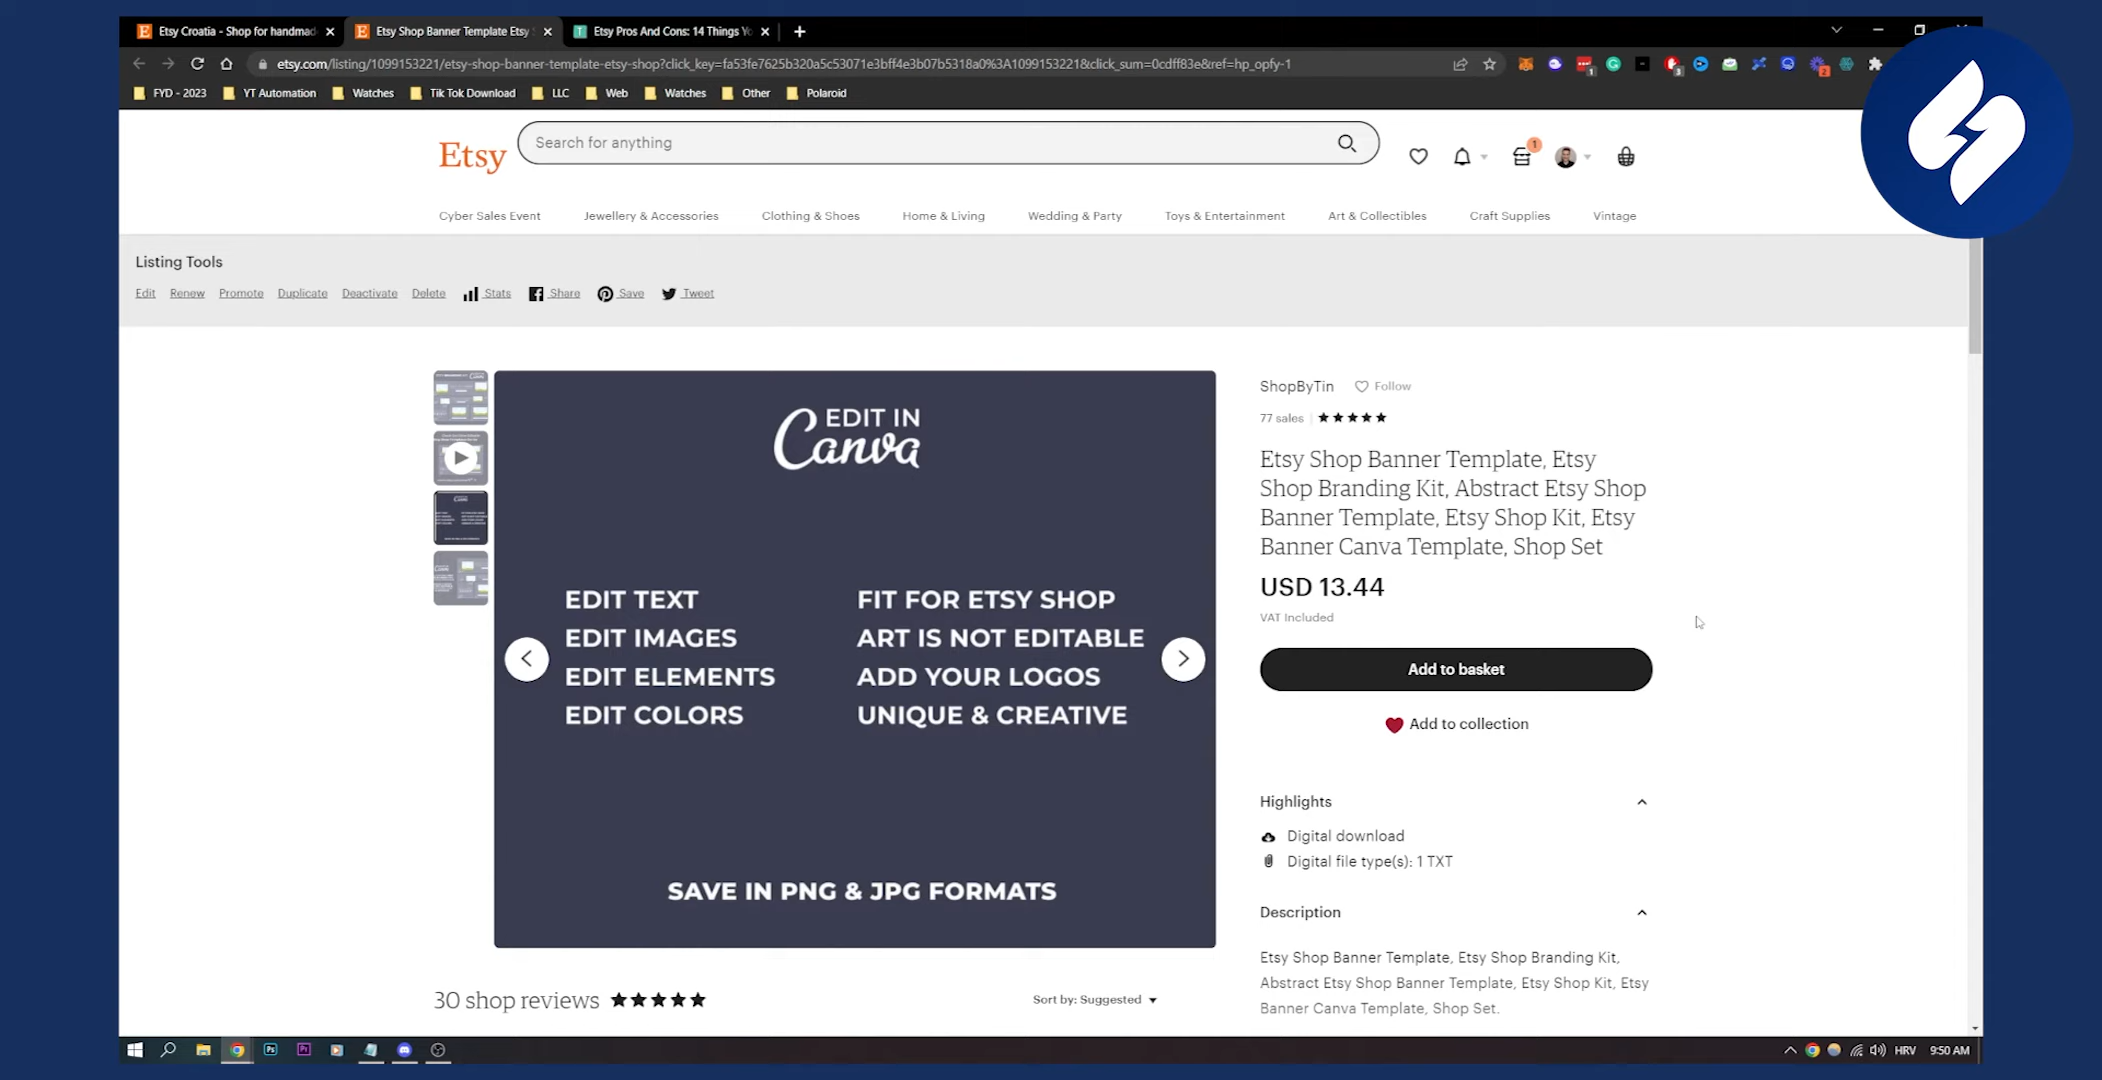 Etsy Croatia - Shop for handmad
Etsy Shop Banner Template Etsy
Etsy Pros And Cons: 14 Things Yo
etsy.com/listing/1099153221/etsy-shop-banner-template-etsy-shop?click_key=fa53fe7625b320a5c53071e3bff4e3b07b5318a0%3A1099153221&click_sum=0cdff83e&ref=hp_opfy-1
FYD - 2023 YT Automation Watches Tik Tok Download LLC Web Watches Other Polaroid
Etsy
Search for anything
1
Cyber Sales Event Jewellery & Accessories Clothing & Shoes Home & Living Wedding & Party Toys & Entertainment Art & Collectibles Craft Supplies Vintage
Listing Tools
Edit Renew Promote Duplicate Deactivate Delete Stats Share Save Tweet
EDIT IN
Canva
EDIT TEXT
EDIT IMAGES
EDIT ELEMENTS
EDIT COLORS
FIT FOR ETSY SHOP
ART IS NOT EDITABLE
ADD YOUR LOGOS
UNIQUE & CREATIVE
SAVE IN PNG & JPG FORMATS
30 shop reviews
Sort by: Suggested
ShopByTin Follow
77 sales
Etsy Shop Banner Template, Etsy
Shop Branding Kit, Abstract Etsy Shop
Banner Template, Etsy Shop Kit, Etsy
Banner Canva Template, Shop Set
USD 13.44
VAT Included
Add to basket
Add to collection
Highlights
Digital download
Digital file type(s): 1 TXT
Description
Etsy Shop Banner Template, Etsy Shop Branding Kit,
Abstract Etsy Shop Banner Template, Etsy Shop Kit, Etsy
Banner Canva Template, Shop Set.
HRV 9:50 AM